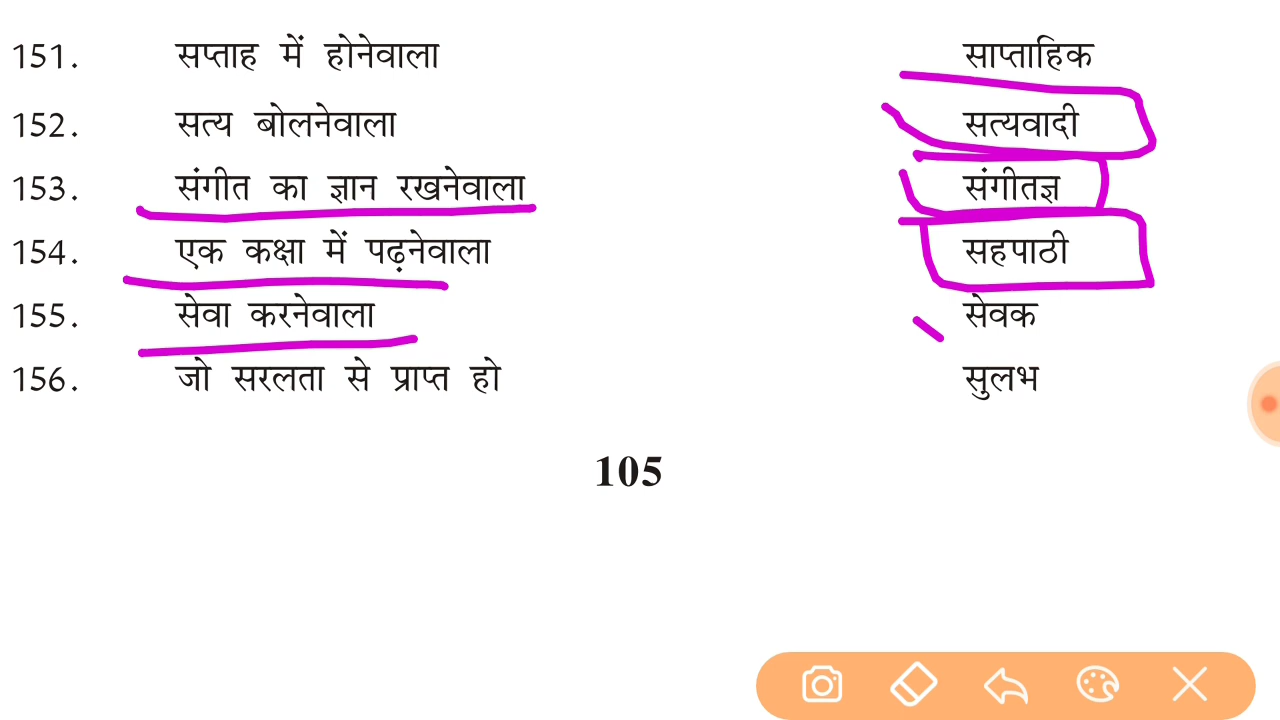 151. सप्ताह में होनेवाला साप्ताहिक
152. सत्य बोलनेवाला सत्यवादी
153. संगीत का ज्ञान रखनेवाला संगीतज्ञ
154. एक कक्षा में पढ़नेवाला सहपाठी
155. सेवा करनेवाला सेवक
156. जो सरलता से प्राप्त हो सुलभ
105